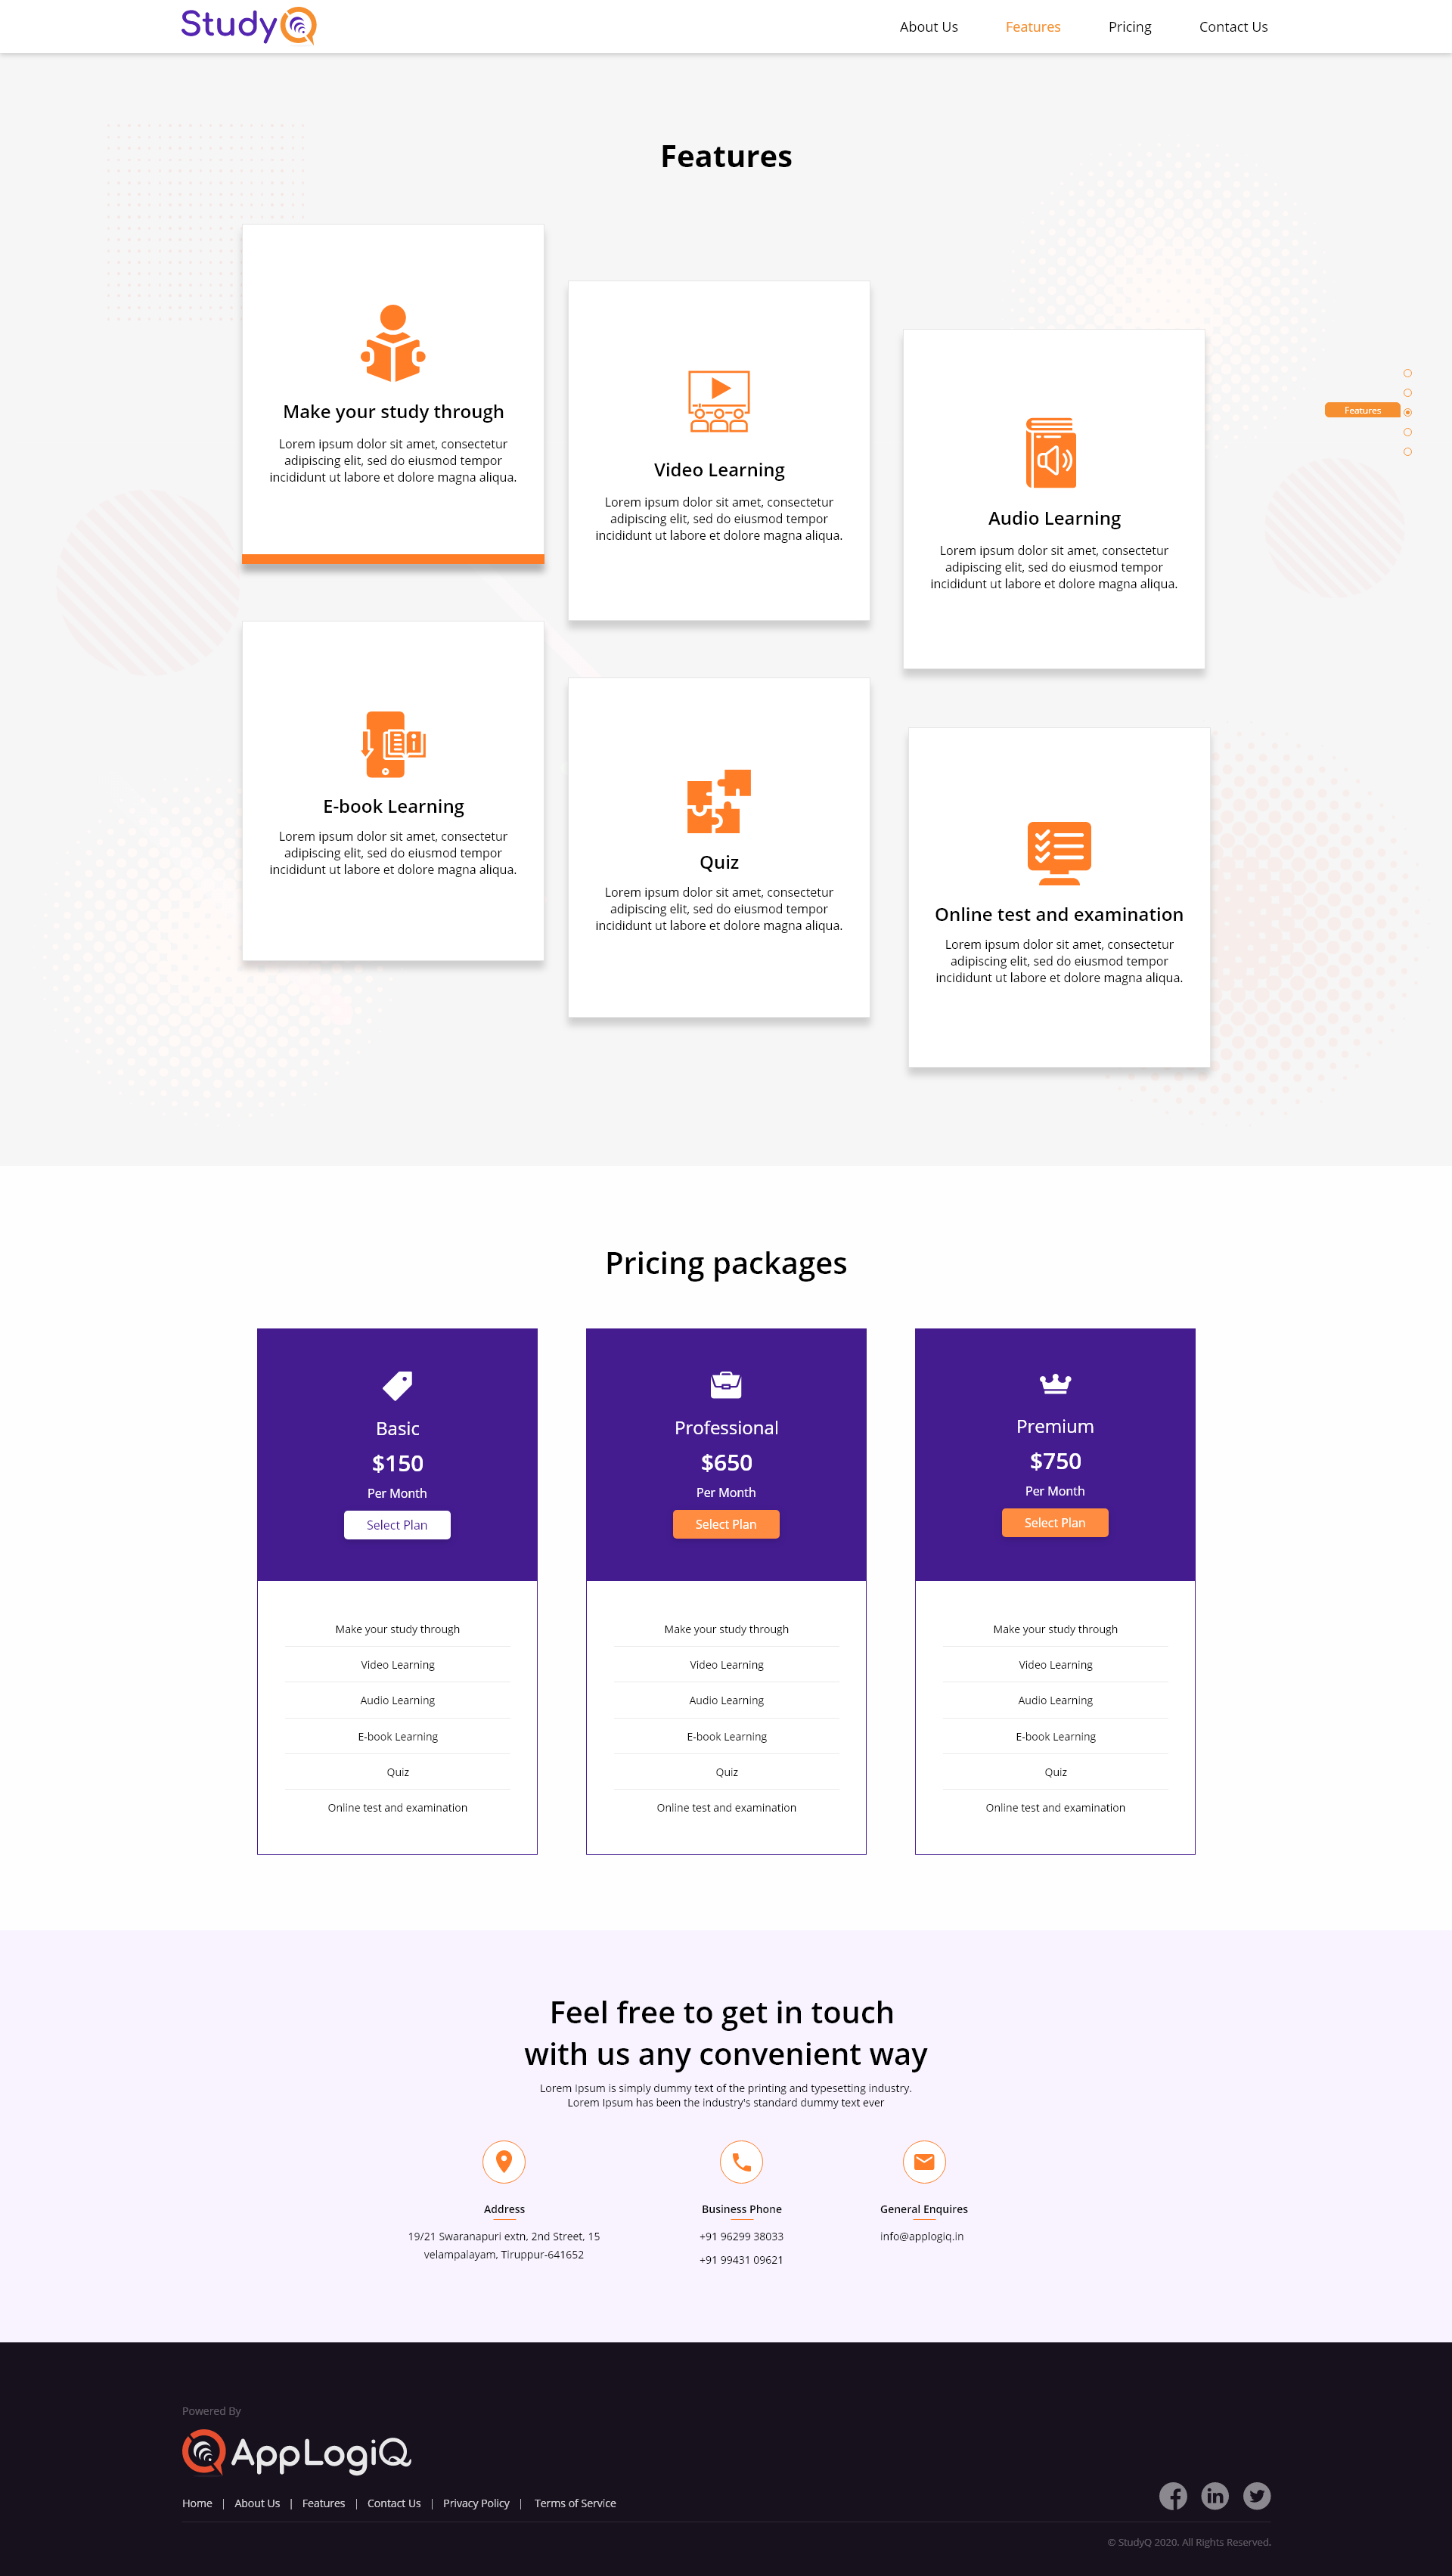 StudyQ
About Us
Features
Pricing
Contact Us
Features
Make your study through
Lorem ipsum dolor sit amet, consectetur
adipiscing elit, sed do eiusmod tempor
incididunt ut labore et dolore magna aliqua.
Video Learning
Lorem ipsum dolor sit amet, consectetur
adipiscing elit, sed do eiusmod tempor
incididunt ut labore et dolore magna aliqua.
Audio Learning
Lorem ipsum dolor sit amet, consectetur
adipiscing elit, sed do eiusmod tempor
incididunt ut labore et dolore magna aliqua.
Features
E-book Learning
Lorem ipsum dolor sit amet, consectetur
adipiscing elit, sed do eiusmod tempor
incididunt ut labore et dolore magna aliqua.
Quiz
Lorem ipsum dolor sit amet, consectetur
adipiscing elit, sed do eiusmod tempor
incididunt ut labore et dolore magna aliqua.
Online test and examination
Lorem ipsum dolor sit amet, consectetur
adipiscing elit, sed do eiusmod tempor
incididunt ut labore et dolore magna aliqua.
Pricing packages
Basic
$150
Per Month
Select Plan
Make your study through
Video Learning
Audio Learning
E-book Learning
Quiz
Online test and examination
Professional
$650
Per Month
Select Plan
Make your study through
Video Learning
Audio Learning
E-book Learning
Quiz
Online test and examination
Premium
$750
Per Month
Select Plan
Make your study through
Video Learning
Audio Learning
E-book Learning
Quiz
Online test and examination
Feel free to get in touch
with us any convenient way
Lorem Ipsum is simply dummy text of the printing and typesetting industry.
Lorem Ipsum has been the industry's standard dummy text ever
Address
19/21 Swaranapuri extn, 2nd Street, 15
velampalayam, Tiruppur-641652
Business Phone
+91 96299 38033
+91 99431 09621
General Enquires
info@applogiq.in
Powered By
AppLogiQ
Home | About Us | Features | Contact Us | Privacy Policy | Terms of Service
© StudyQ 2020. All Rights Reserved.